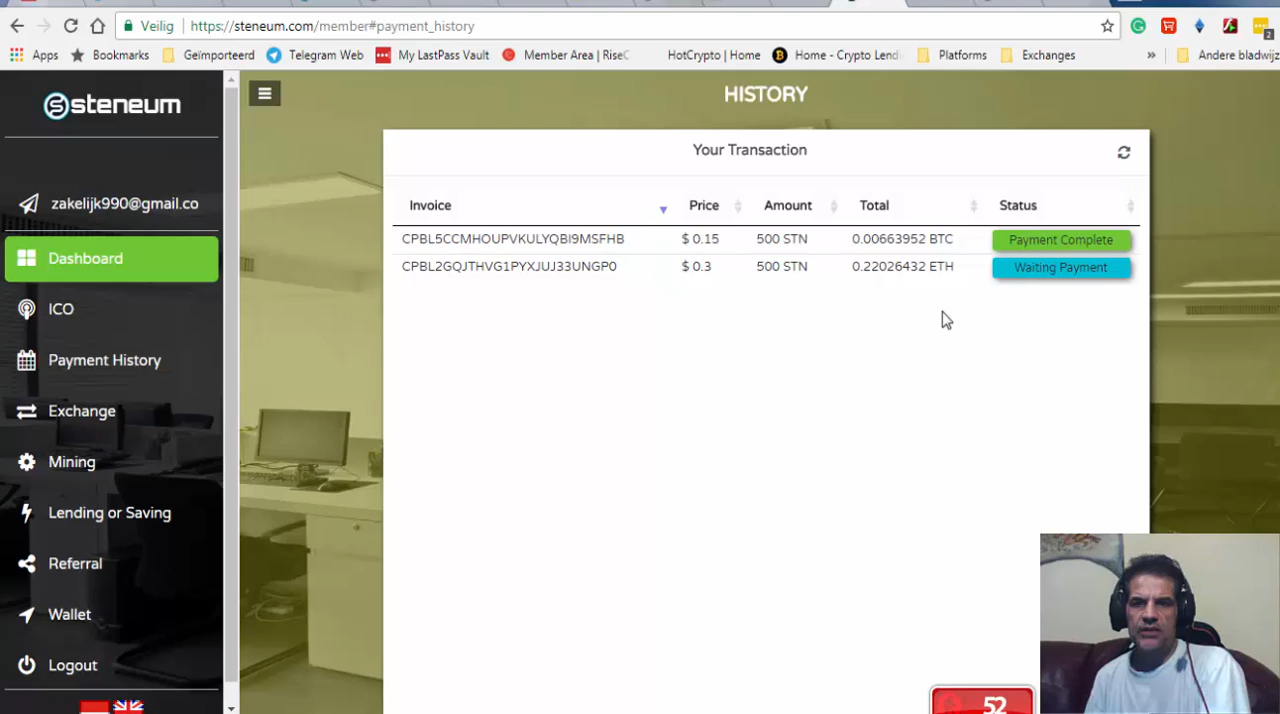 Veilig
https://steneum.com/member#payment_history
2
Apps
Bookmarks
Geïmporteerd
Telegram Web
My LastPass Vault
Member Area | RiseC
HotCrypto | Home
Home - Crypto Lendi
Platforms
Exchanges
»
Andere bladwijz
steneum
HISTORY
zakelijk990@gmail.co
Your Transaction
Invoice Price Amount Total Status
CPBL5CCMHOUPVKULYQBI9MSFHB $ 0.15 500 STN 0.00663952 BTC Payment Complete
CPBL2GQJTHVG1PYXJUJ33UNGP0 $ 0.3 500 STN 0.22026432 ETH Waiting Payment
Dashboard
ICO
Payment History
Exchange
Mining
Lending or Saving
Referral
Wallet
Logout
52